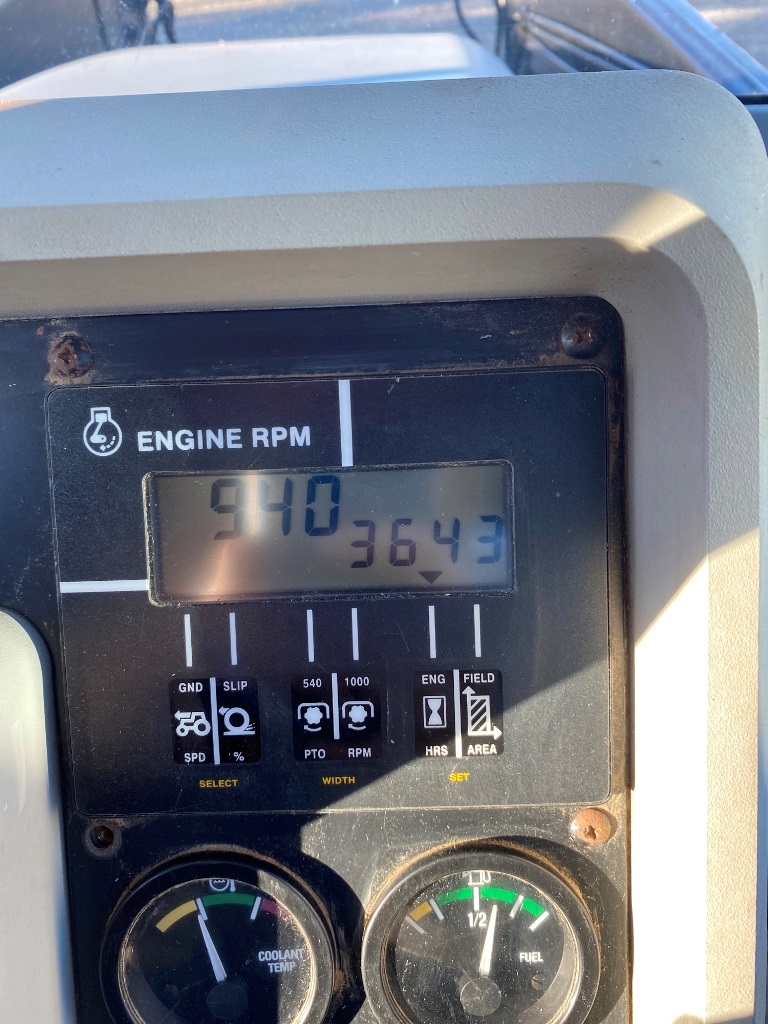 ENGINE RPM
940
3643
GND SLIP 540 1000 ENG FIELD
SPD % PTO RPM HRS AREA
SELECT WIDTH SET
1/2
COOLANT
TEMP
FUEL